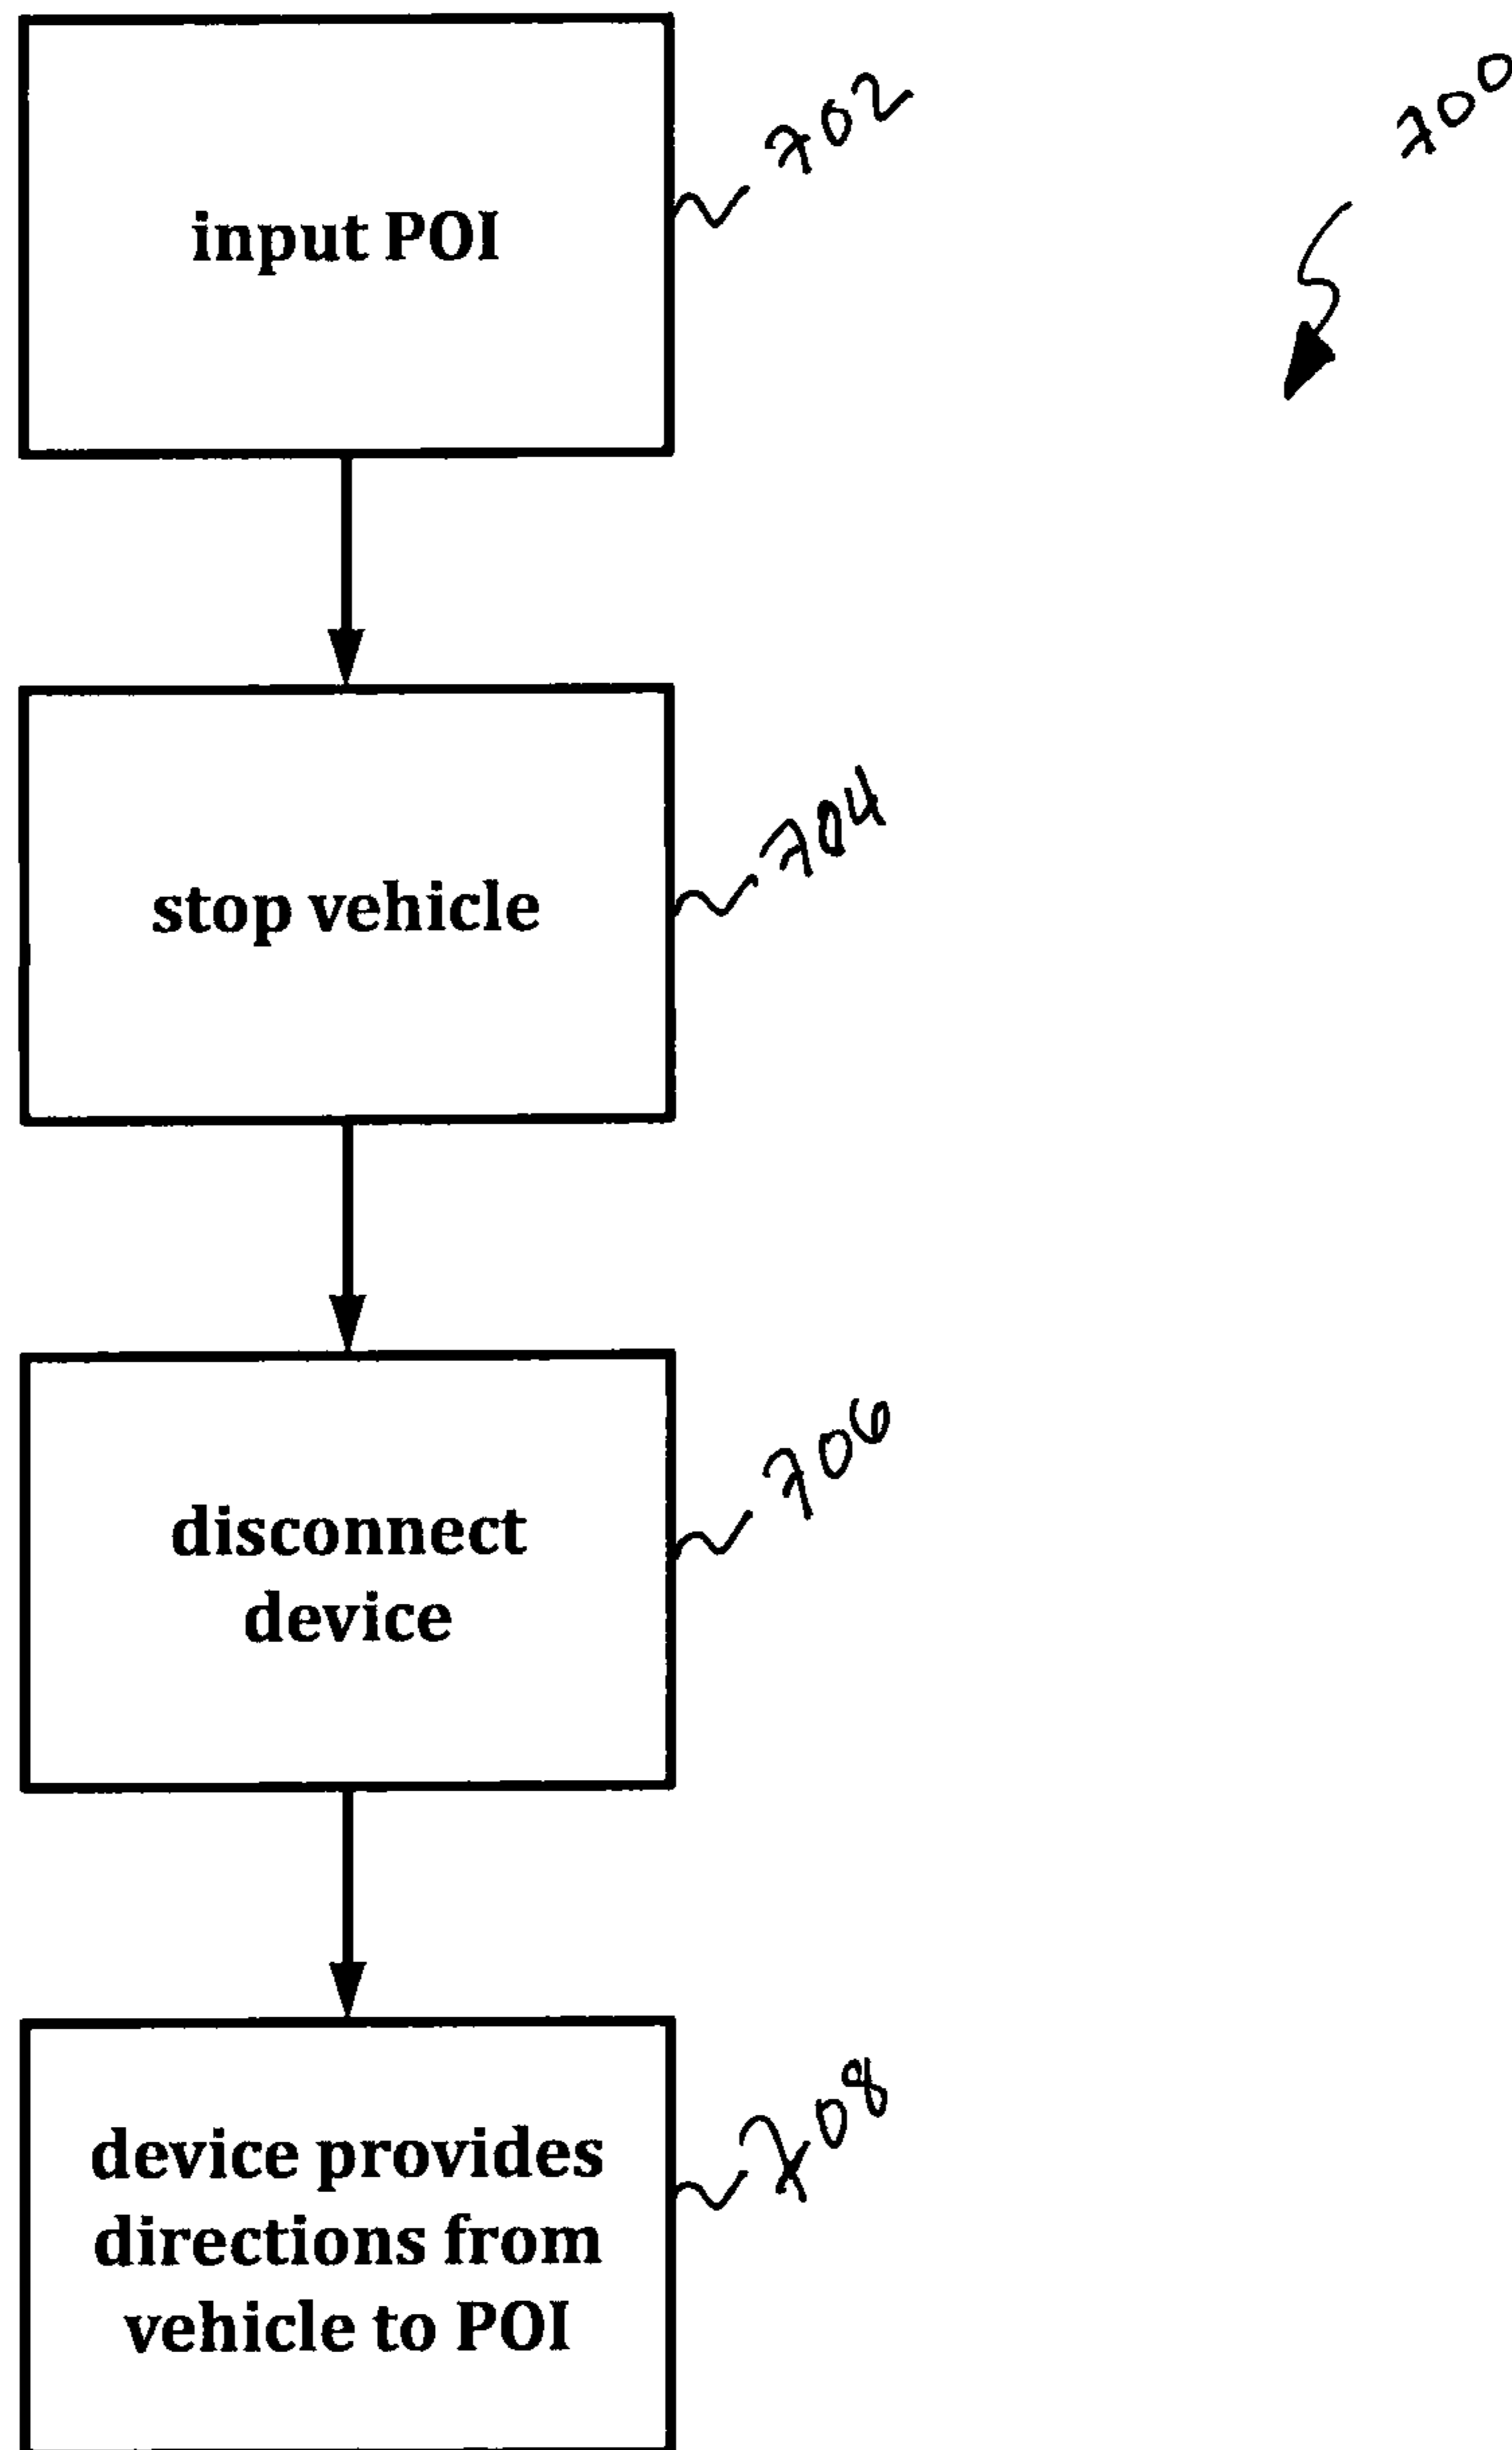 input POI
702
700
stop vehicle
704
disconnect
device
706
device provides
directions from
vehicle to POI
708